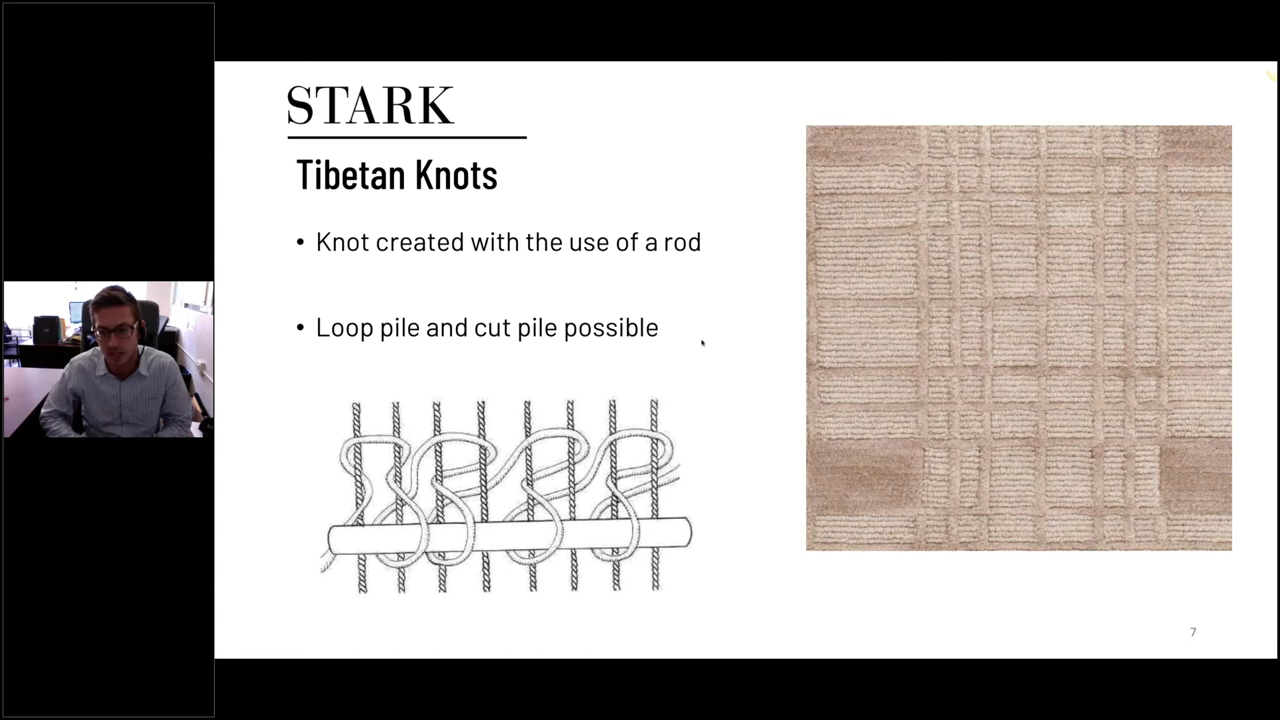 STARK
Tibetan Knots
• Knot created with the use of a rod
• Loop pile and cut pile possible
7